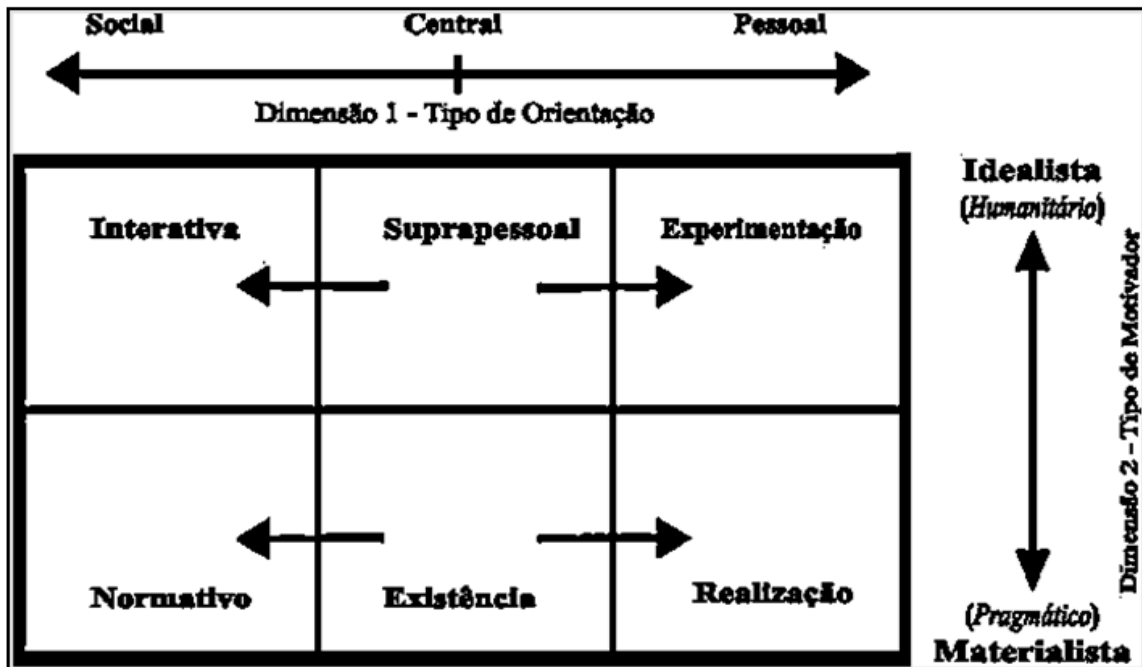 Social Central Pessoal
Dimensão 1 - Tipo de Orientação
Interativa Suprapessoal Experimentação
Normativo Existência Realização
Idealista
(Humanitário)
(Pragmático)
Materialista
Dimensão 2 - Tipo de Motivador